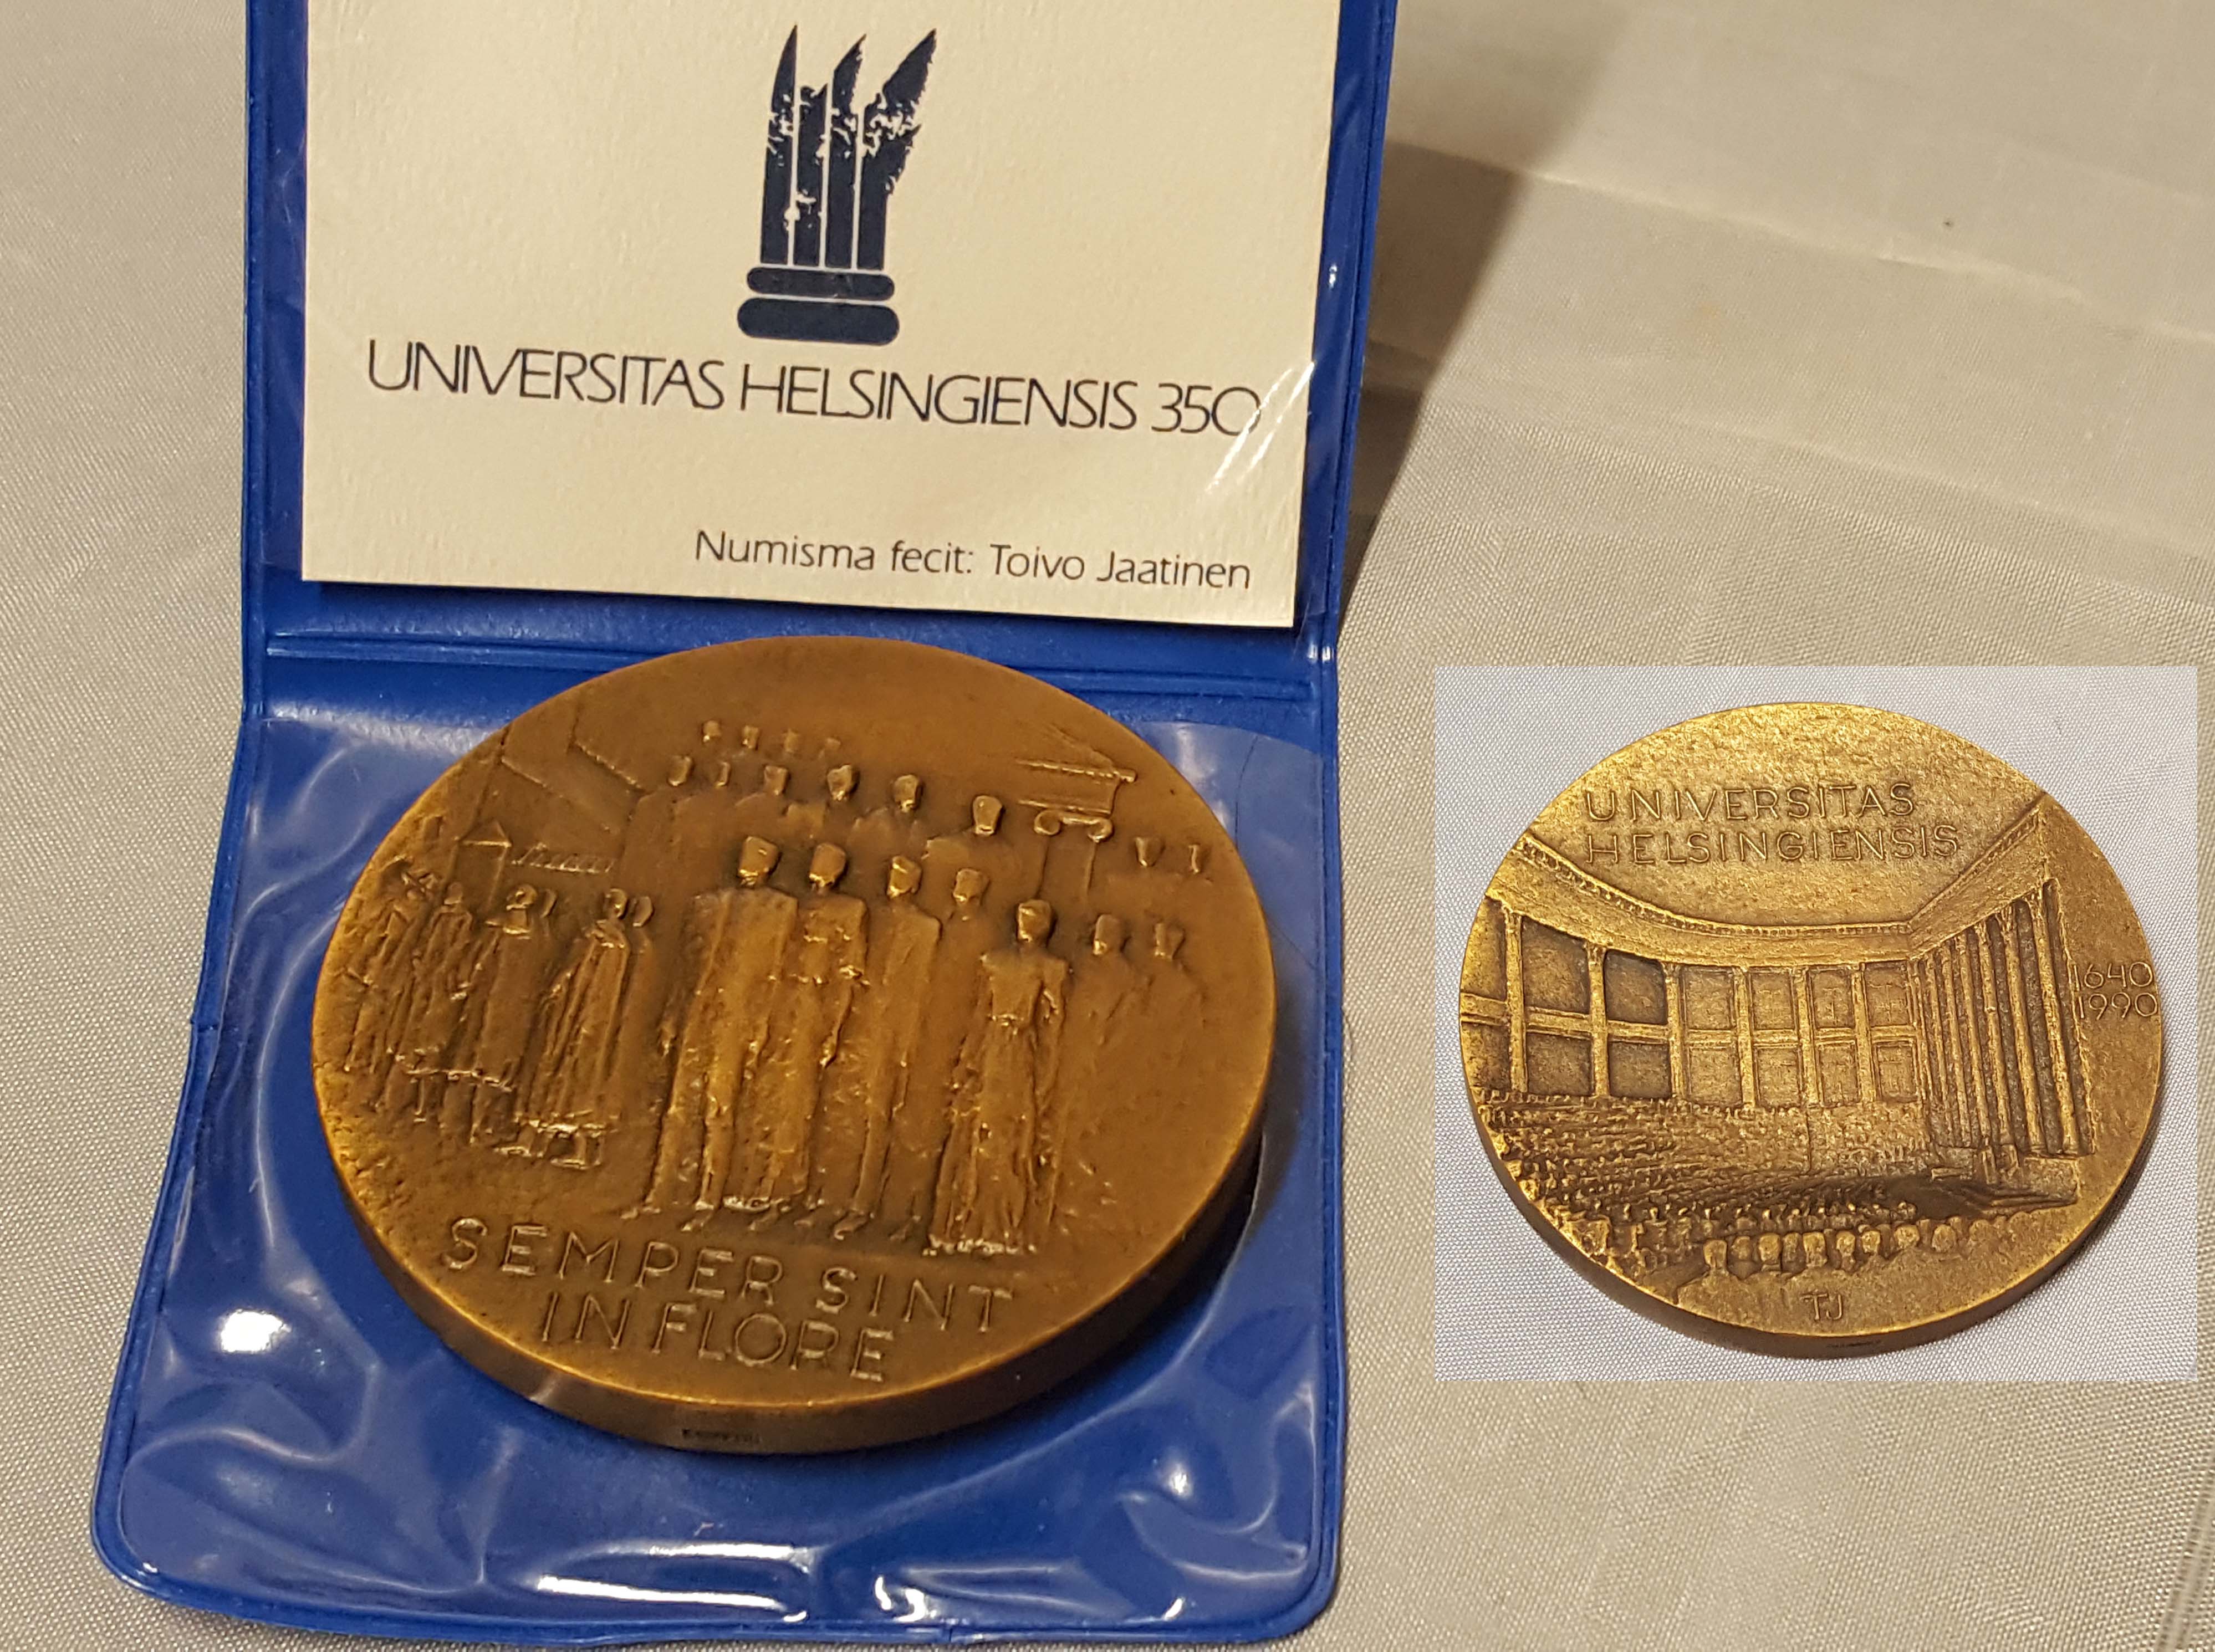 UNIVERSITAS HELSINGIENSIS 350
Numisma fecit: Toivo Jaatinen
SEMPER SINT
IN FLORE
UNIVERSITAS
HELSINGIENSIS
1640
1990
TJ